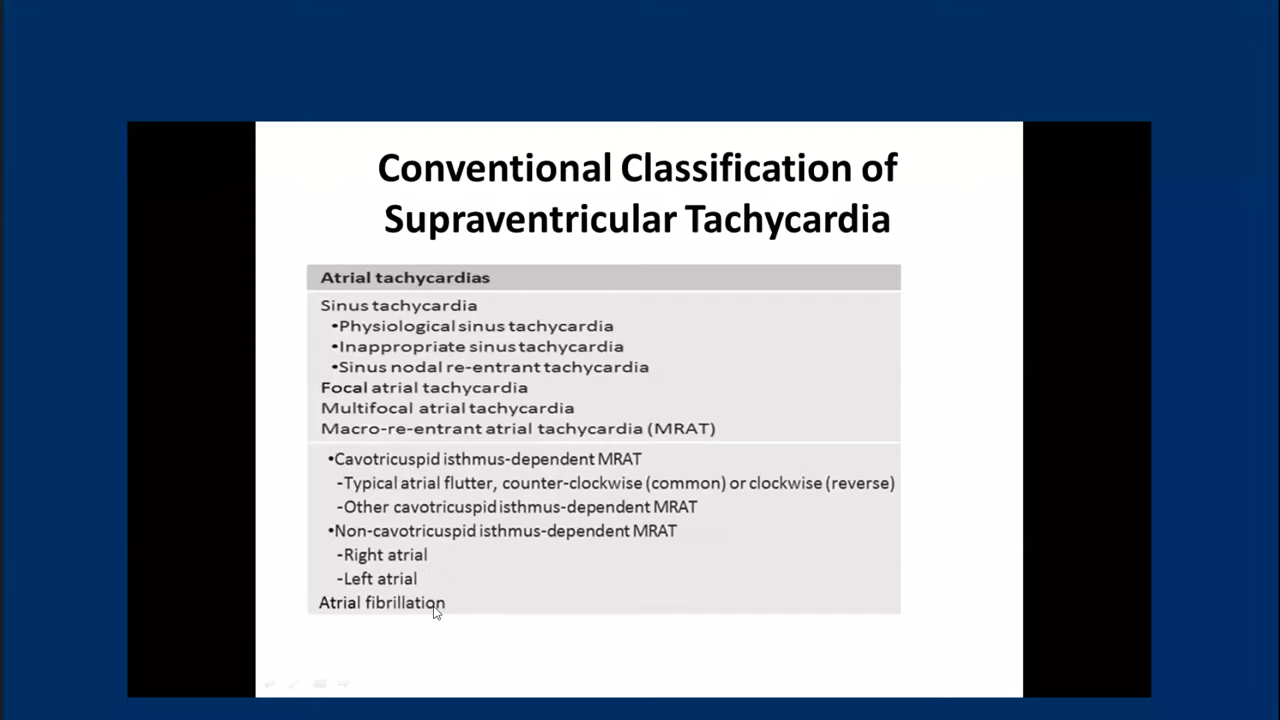 Conventional Classification of
Supraventricular Tachycardia
Atrial tachycardias
Sinus tachycardia
•Physiological sinus tachycardia
•Inappropriate sinus tachycardia
•Sinus nodal re-entrant tachycardia
Focal atrial tachycardia
Multifocal atrial tachycardia
Macro-re-entrant atrial tachycardia (MRAT)
•Cavotricuspid isthmus-dependent MRAT
-Typical atrial flutter, counter-clockwise (common) or clockwise (reverse)
-Other cavotricuspid isthmus-dependent MRAT
•Non-cavotricuspid isthmus-dependent MRAT
-Right atrial
-Left atrial
Atrial fibrillation